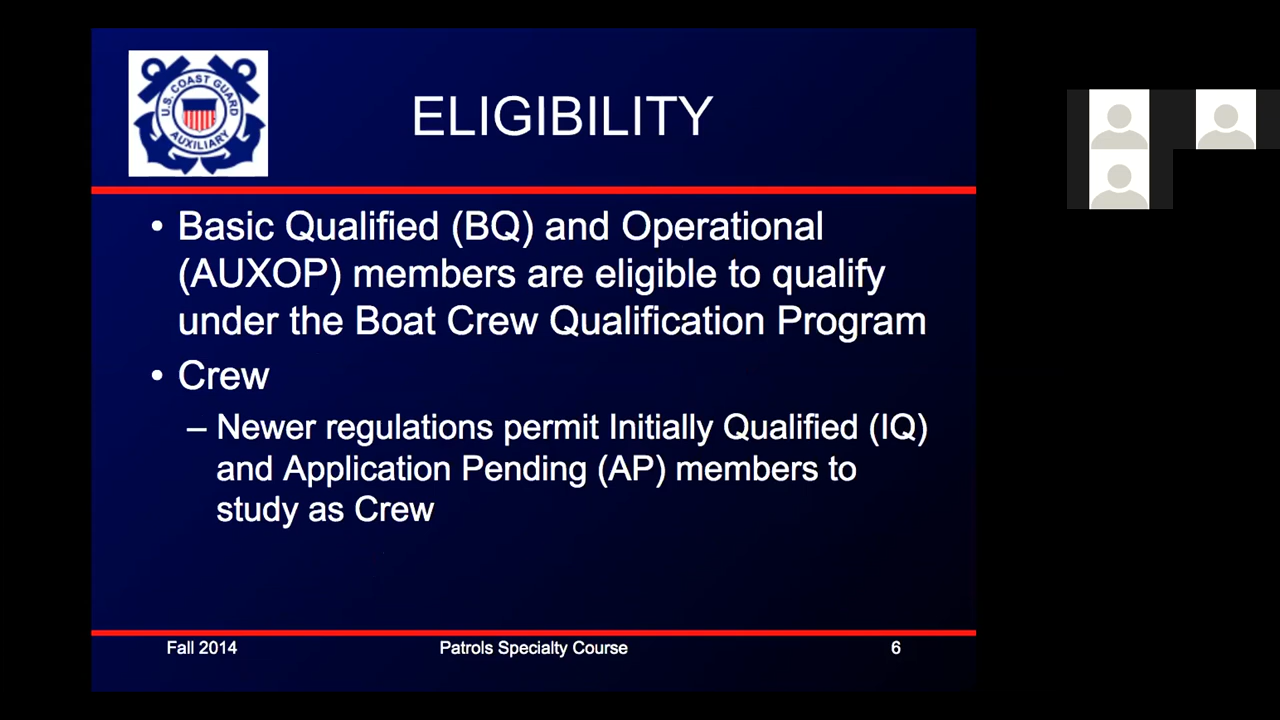 U.S. COAST GUARD
AUXILIARY
ELIGIBILITY
• Basic Qualified (BQ) and Operational
(AUXOP) members are eligible to qualify
under the Boat Crew Qualification Program
• Crew
– Newer regulations permit Initially Qualified (IQ)
and Application Pending (AP) members to
study as Crew
Fall 2014
Patrols Specialty Course
6